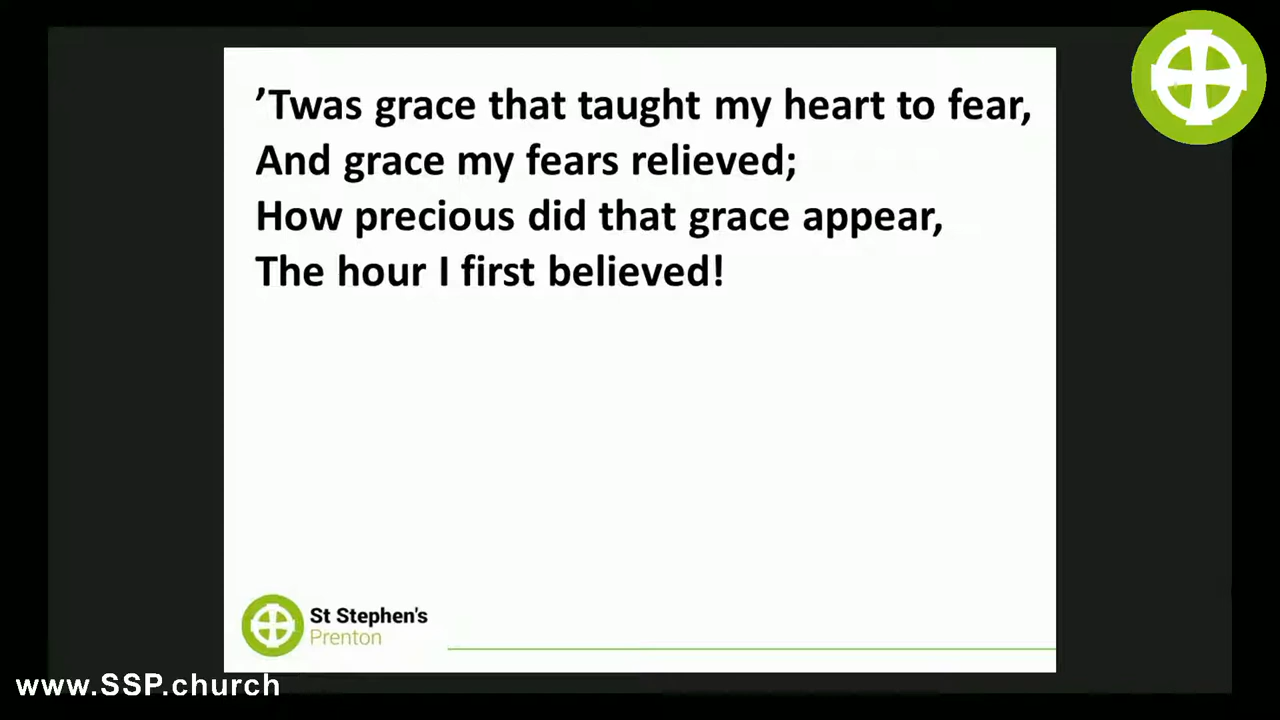 ’Twas grace that taught my heart to fear,
And grace my fears relieved;
How precious did that grace appear,
The hour I first believed!
St Stephen's
Prenton
www.SSP.church